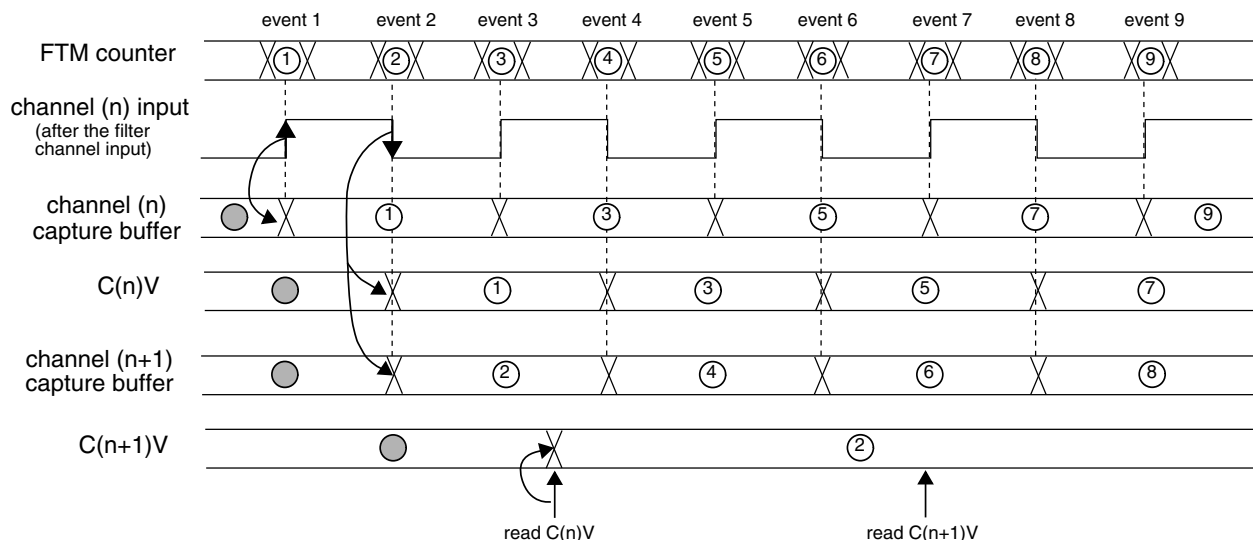 event 1 event 2 event 3 event 4 event 5 event 6 event 7 event 8 event 9
FTM counter 1 2 3 4 5 6 7 8 9
channel (n) input
(after the filter
channel input)
channel (n)
capture buffer 1 3 5 7 9
C(n)V 1 3 5 7
channel (n+1)
capture buffer 2 4 6 8
C(n+1)V 2
read C(n)V read C(n+1)V